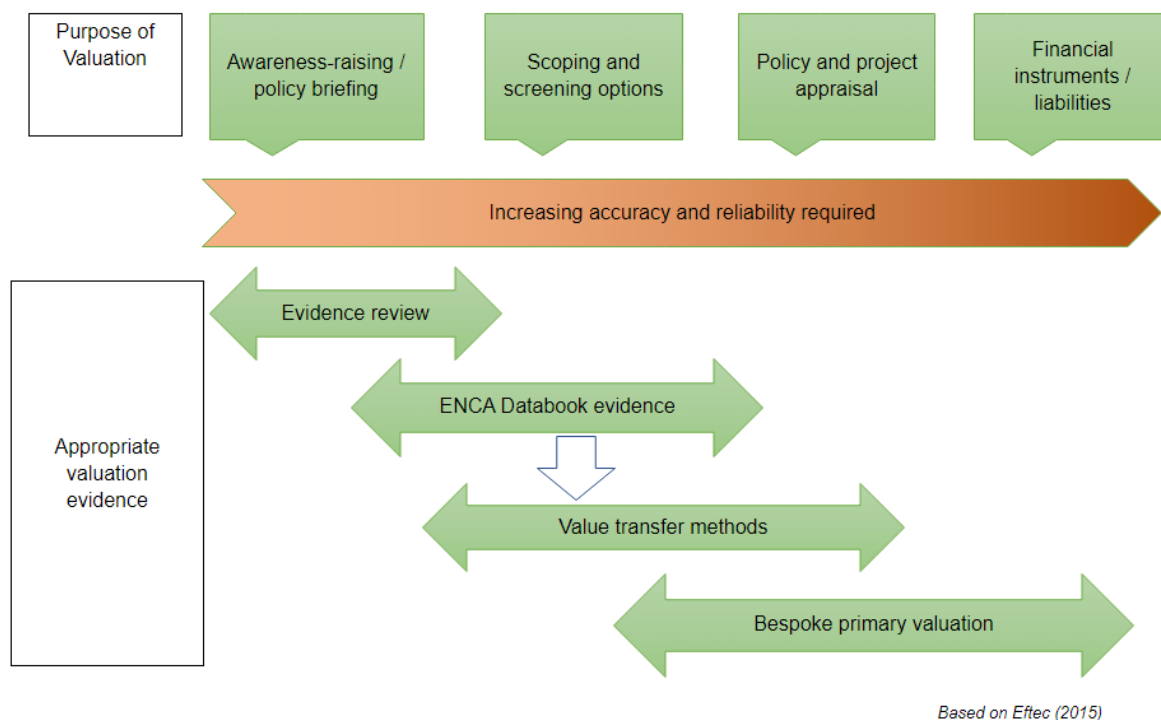 Purpose of
Valuation
Awareness-raising /
policy briefing
Scoping and
screening options
Policy and project
appraisal
Financial
instruments /
liabilities
Increasing accuracy and reliability required
Appropriate
valuation
evidence
Evidence review
ENCA Databook evidence
Value transfer methods
Bespoke primary valuation
Based on Eftec (2015)